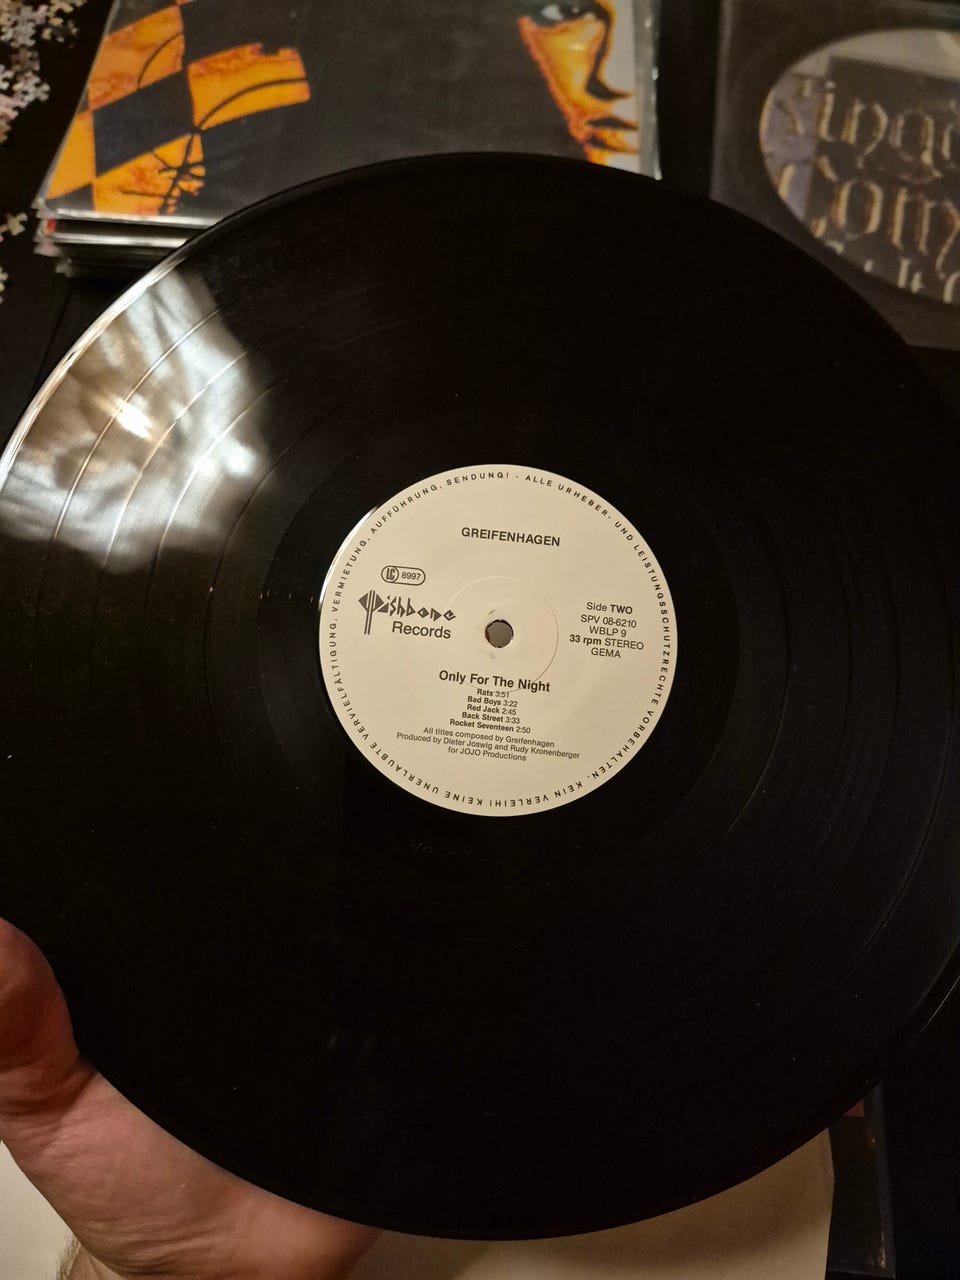 GREIFENHAGEN
LC 8997
Wishbone
Records
Side TWO
SPV 08-6210
WBLP 9
33 rpm STEREO
GEMA
Only For The Night
Rats 3:51
Bad Boys 3:22
Red Jack 2:45
Back Street 3:33
Rocket Seventeen 2:50
All titles composed by Greifenhagen
Produced by Dieter Joswig and Rudy Kronenberger
for JOJO Productions
ALLE URHEBER- UND LEISTUNGSSCHUTZRECHTE VORBEHALTEN. KEIN VERLEIH! KEINE UNERLAUBTE VERVIELFÄLTIGUNG, VERMIETUNG, AUFFÜHRUNG, SENDUNG! ·